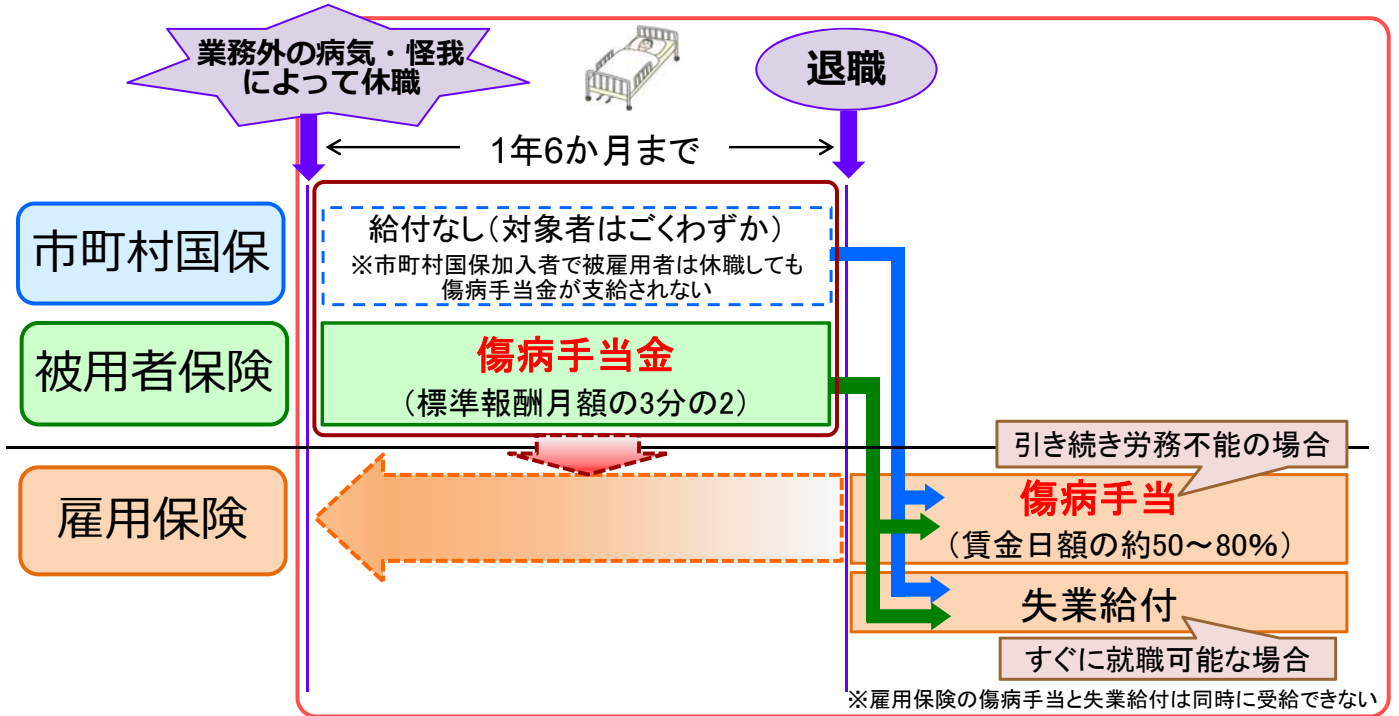 業務外の病気・怪我
によって休職
退職
1年6か月まで
市町村国保
給付なし(対象者はごくわずか)
※市町村国保加入者で被雇用者は休職しても
傷病手当金が支給されない
被用者保険
傷病手当金
(標準報酬月額の3分の2)
引き続き労務不能の場合
雇用保険
傷病手当
(賃金日額の約50～80%)
失業給付
すぐに就職可能な場合
※雇用保険の傷病手当と失業給付は同時に受給できない